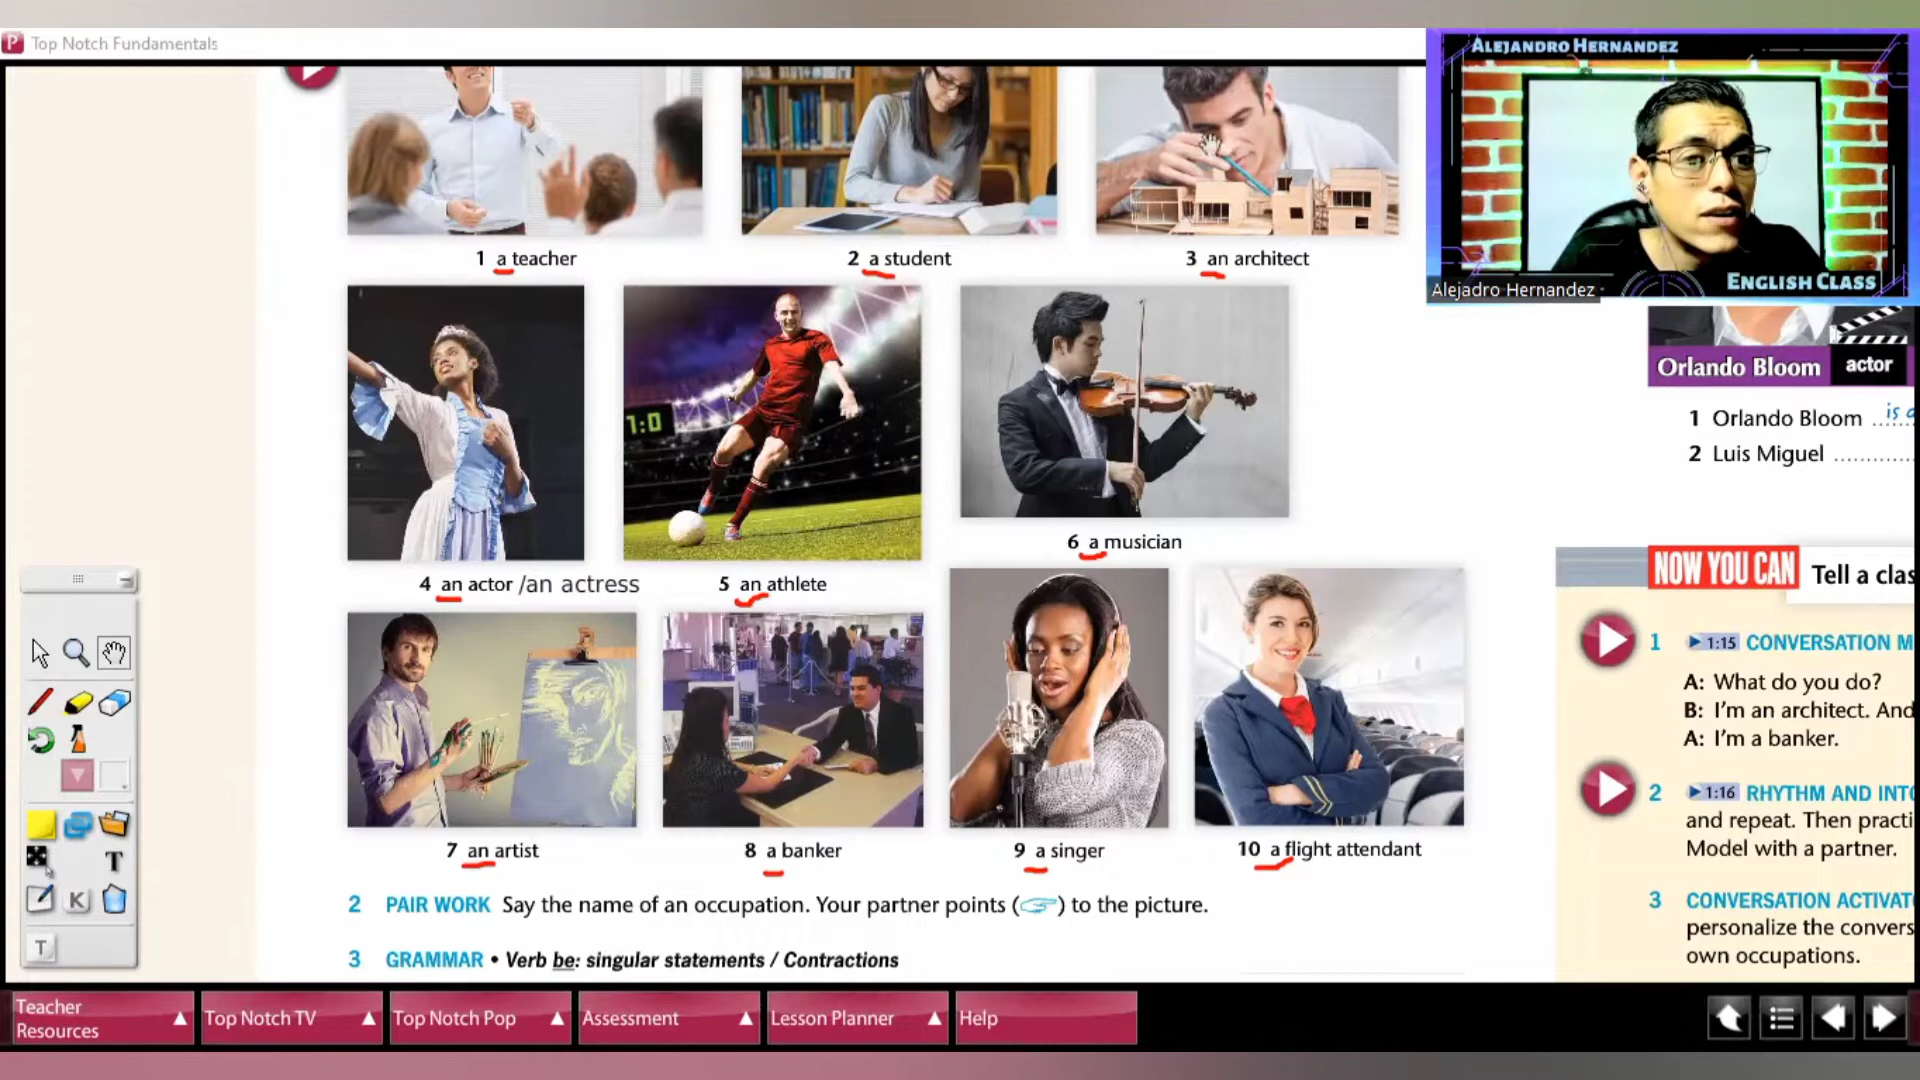 Top Notch Fundamentals
ALEJANDRO HERNANDEZ
ENGLISH CLASS
Alejadro Hernandez
1 a teacher
2 a student
3 an architect
1:0
4 an actor /an actress
5 an athlete
6 a musician
7 an artist
8 a banker
9 a singer
10 a flight attendant
2 PAIR WORK Say the name of an occupation. Your partner points ( ) to the picture.
3 GRAMMAR • Verb be: singular statements / Contractions
Orlando Bloom actor
1 Orlando Bloom is a
2 Luis Miguel ...........
NOW YOU CAN Tell a clas
1 ▶ 1:15 CONVERSATION M
A: What do you do?
B: I'm an architect. And
A: I'm a banker.
2 ▶ 1:16 RHYTHM AND INTO
and repeat. Then practi
Model with a partner.
3 CONVERSATION ACTIVAT
personalize the convers
own occupations.
T
K
T
Teacher
Resources
Top Notch TV
Top Notch Pop
Assessment
Lesson Planner
Help